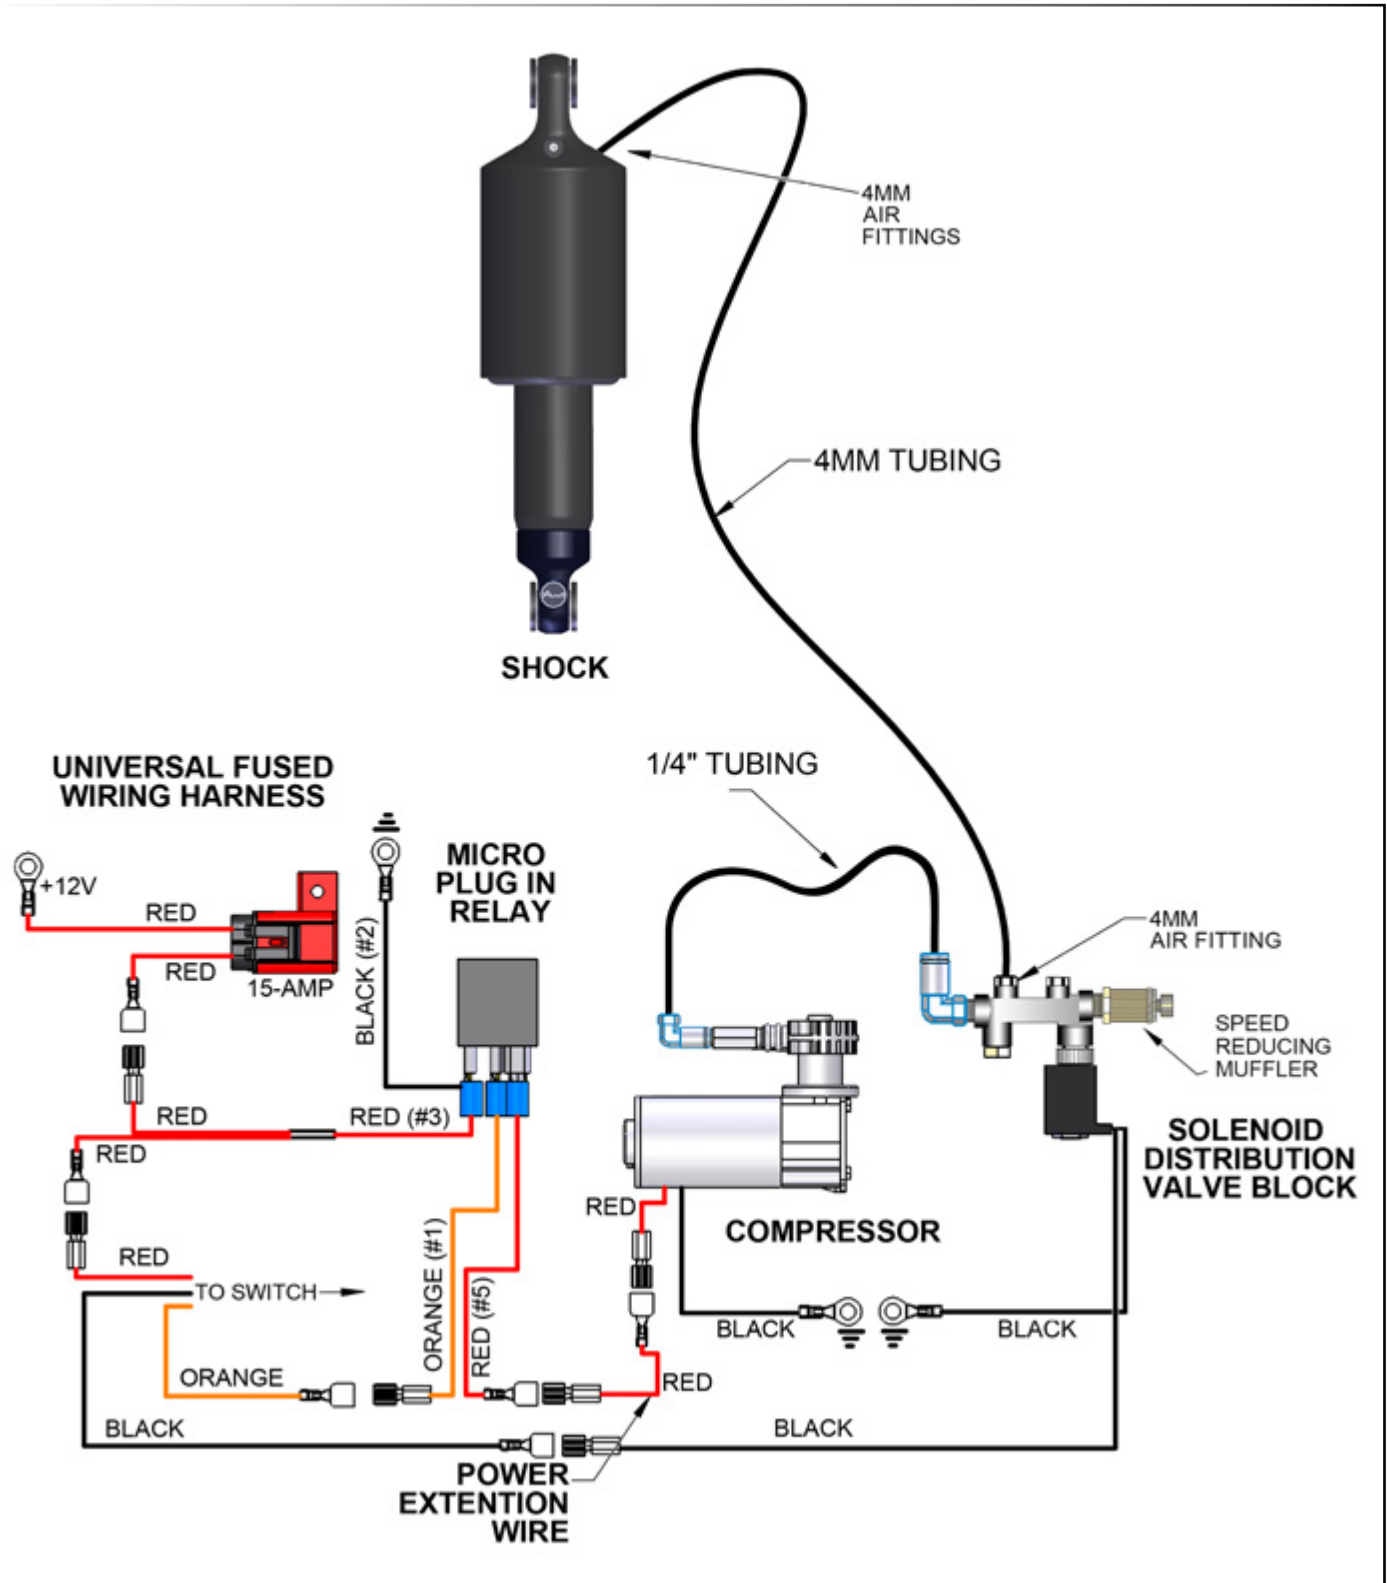 4MM
AIR
FITTINGS
4MM TUBING
SHOCK
1/4" TUBING
UNIVERSAL FUSED
WIRING HARNESS
+12V
RED
RED
15-AMP
BLACK (#2)
MICRO
PLUG IN
RELAY
4MM
AIR FITTING
SPEED
REDUCING
MUFFLER
RED
RED (#3)
RED
SOLENOID
DISTRIBUTION
VALVE BLOCK
RED
COMPRESSOR
RED
TO SWITCH
ORANGE (#1)
RED (#5)
BLACK
BLACK
ORANGE
RED
BLACK
BLACK
POWER
EXTENTION
WIRE